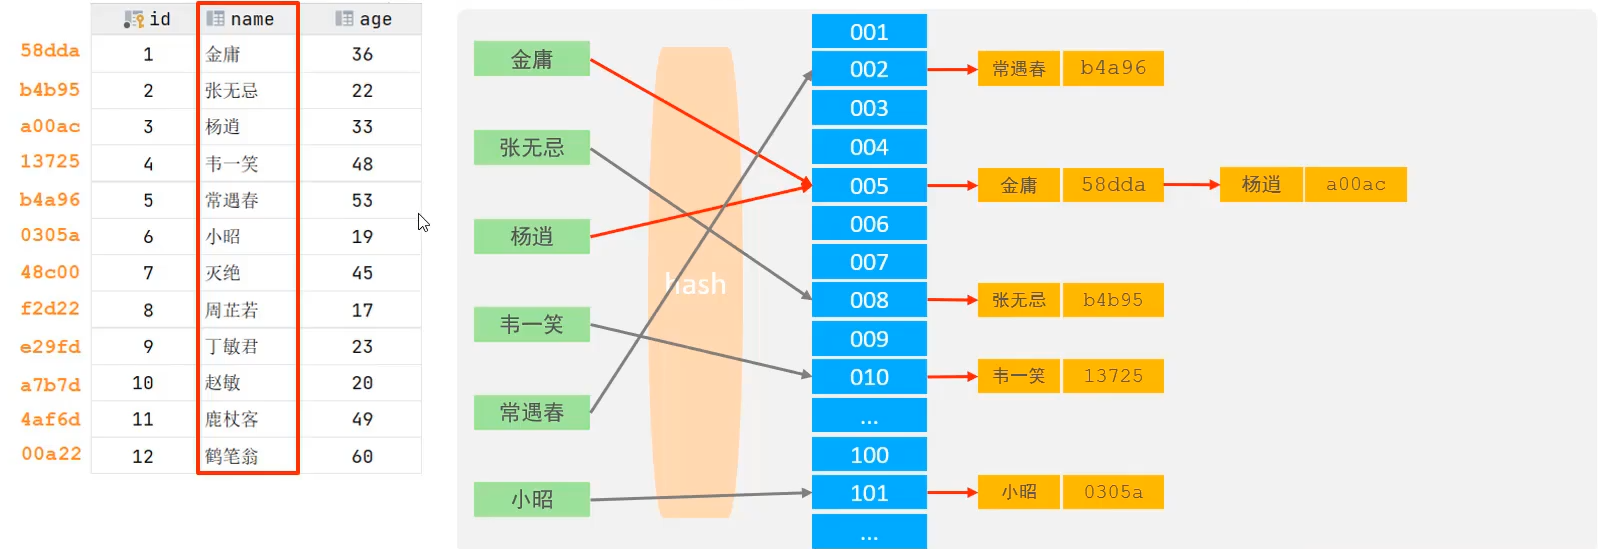 id name age
58dda 1 金庸 36
b4b95 2 张无忌 22
a00ac 3 杨逍 33
13725 4 韦一笑 48
b4a96 5 常遇春 53
0305a 6 小昭 19
48c00 7 灭绝 45
f2d22 8 周芷若 17
e29fd 9 丁敏君 23
a7b7d 10 赵敏 20
4af6d 11 鹿杖客 49
00a22 12 鹤笔翁 60
金庸
张无忌
杨逍
韦一笑
常遇春
小昭
hash
001
002 常遇春 b4a96
003
004
005 金庸 58dda 杨逍 a00ac
006
007
008 张无忌 b4b95
009
010 韦一笑 13725
...
100
101 小昭 0305a
...